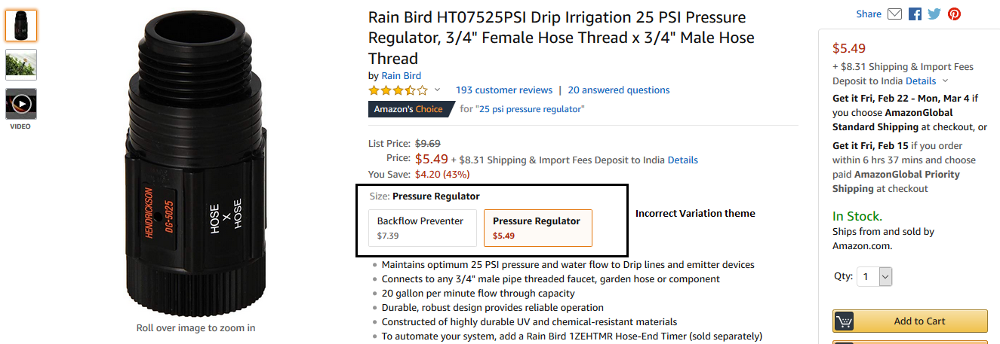 Rain Bird HT07525PSI Drip Irrigation 25 PSI Pressure
Regulator, 3/4" Female Hose Thread x 3/4" Male Hose
Thread
by Rain Bird
193 customer reviews | 20 answered questions
Amazon's Choice for "25 psi pressure regulator"
List Price: $9.69
Price: $5.49 + $8.31 Shipping & Import Fees Deposit to India Details
You Save: $4.20 (43%)
Size: Pressure Regulator
Backflow Preventer
$7.39
Pressure Regulator
$5.49
Incorrect Variation theme
Maintains optimum 25 PSI pressure and water flow to Drip lines and emitter devices
Connects to any 3/4" male pipe threaded faucet, garden hose or component
20 gallon per minute flow through capacity
Durable, robust design provides reliable operation
Constructed of highly durable UV and chemical-resistant materials
To automate your system, add a Rain Bird 1ZEHTMR Hose-End Timer (sold separately)
VIDEO
HENDRICKSON
DG-5025
HOSE
X
HOSE
Roll over image to zoom in
Share
$5.49
+ $8.31 Shipping & Import Fees
Deposit to India Details
Get it Fri, Feb 22 - Mon, Mar 4 if
you choose AmazonGlobal
Standard Shipping at checkout, or
Get it Fri, Feb 15 if you order
within 6 hrs 37 mins and choose
paid AmazonGlobal Priority
Shipping at checkout
In Stock.
Ships from and sold by
Amazon.com.
Qty: 1
Add to Cart